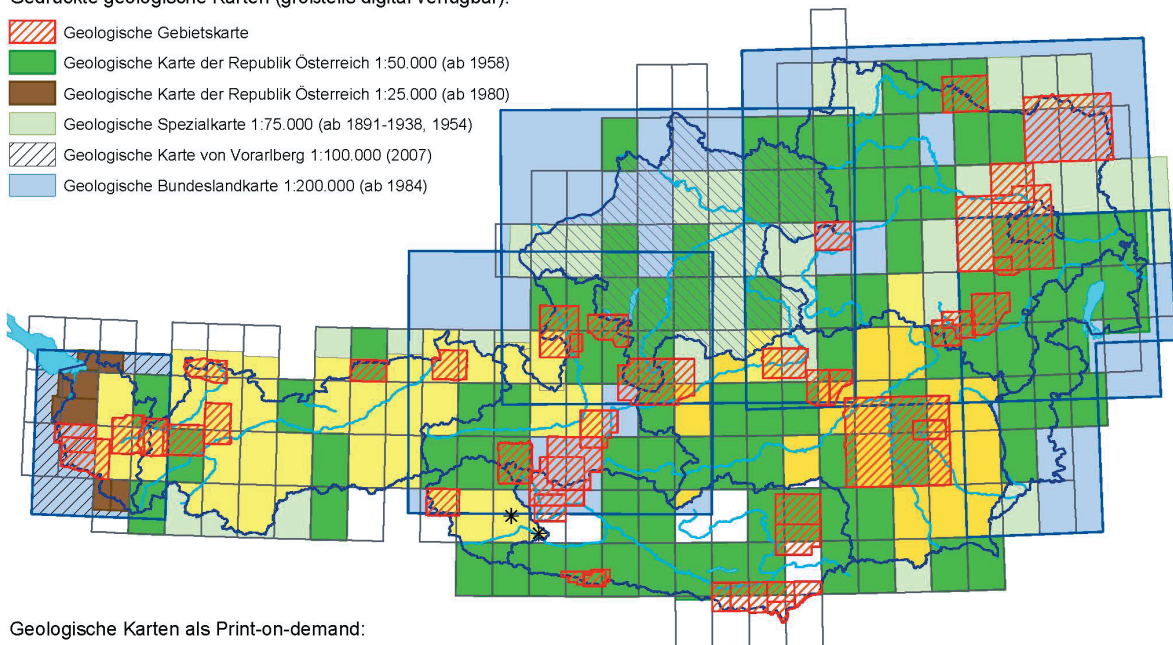 Gedruckte geologische Karten (großteils digital verfügbar):
Geologische Gebietskarte
Geologische Karte der Republik Österreich 1:50.000 (ab 1958)
Geologische Karte der Republik Österreich 1:25.000 (ab 1980)
Geologische Spezialkarte 1:75.000 (ab 1891-1938, 1954)
Geologische Karte von Vorarlberg 1:100.000 (2007)
Geologische Bundeslandkarte 1:200.000 (ab 1984)
Geologische Karten als Print-on-demand: